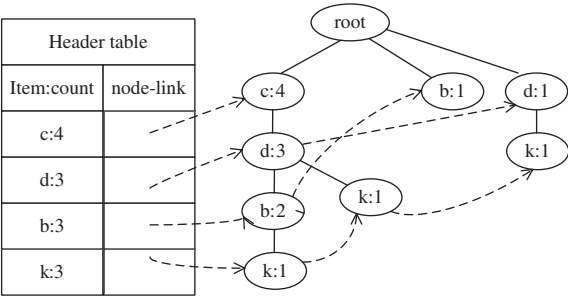 Header table
Item:count node-link
c:4
d:3
b:3
k:3
root
c:4 b:1 d:1
d:3 k:1
b:2 k:1
k:1